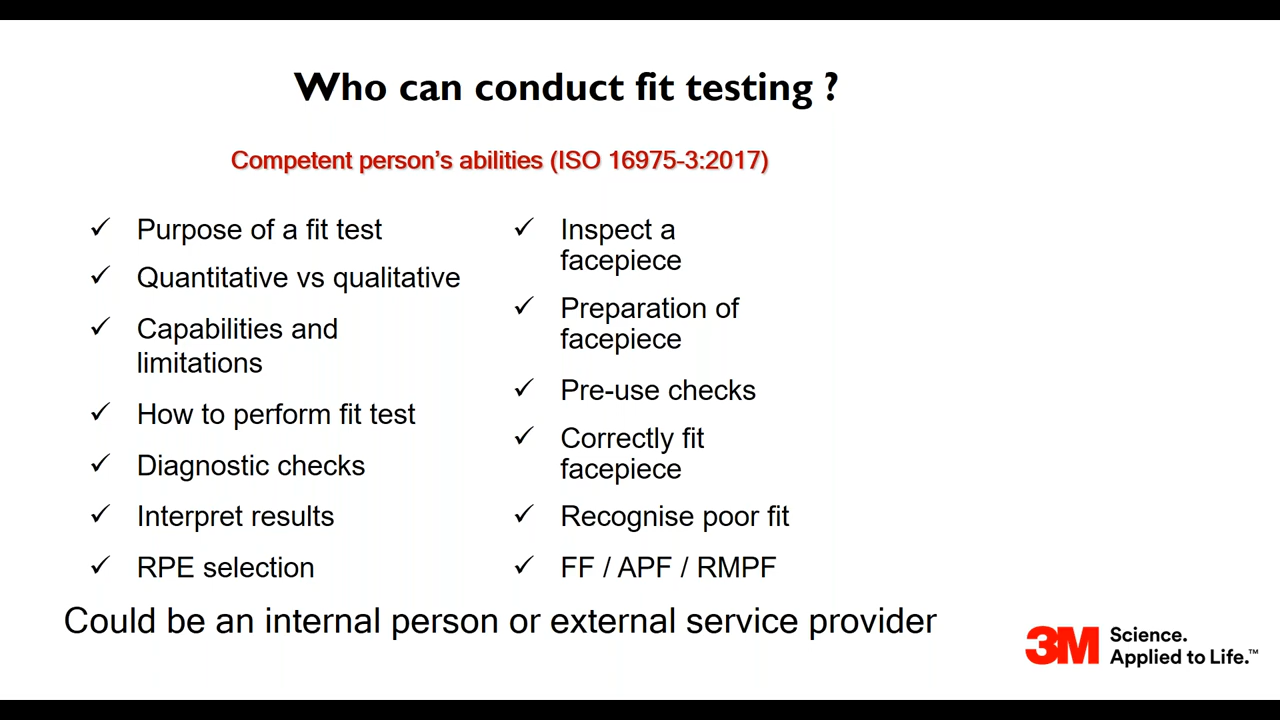 Who can conduct fit testing ?
Competent person's abilities (ISO 16975-3:2017)
✓ Purpose of a fit test
✓ Quantitative vs qualitative
✓ Capabilities and
limitations
✓ How to perform fit test
✓ Diagnostic checks
✓ Interpret results
✓ RPE selection
✓ Inspect a
facepiece
✓ Preparation of
facepiece
✓ Pre-use checks
✓ Correctly fit
facepiece
✓ Recognise poor fit
✓ FF / APF / RMPF
Could be an internal person or external service provider
3M Science.
Applied to Life.™